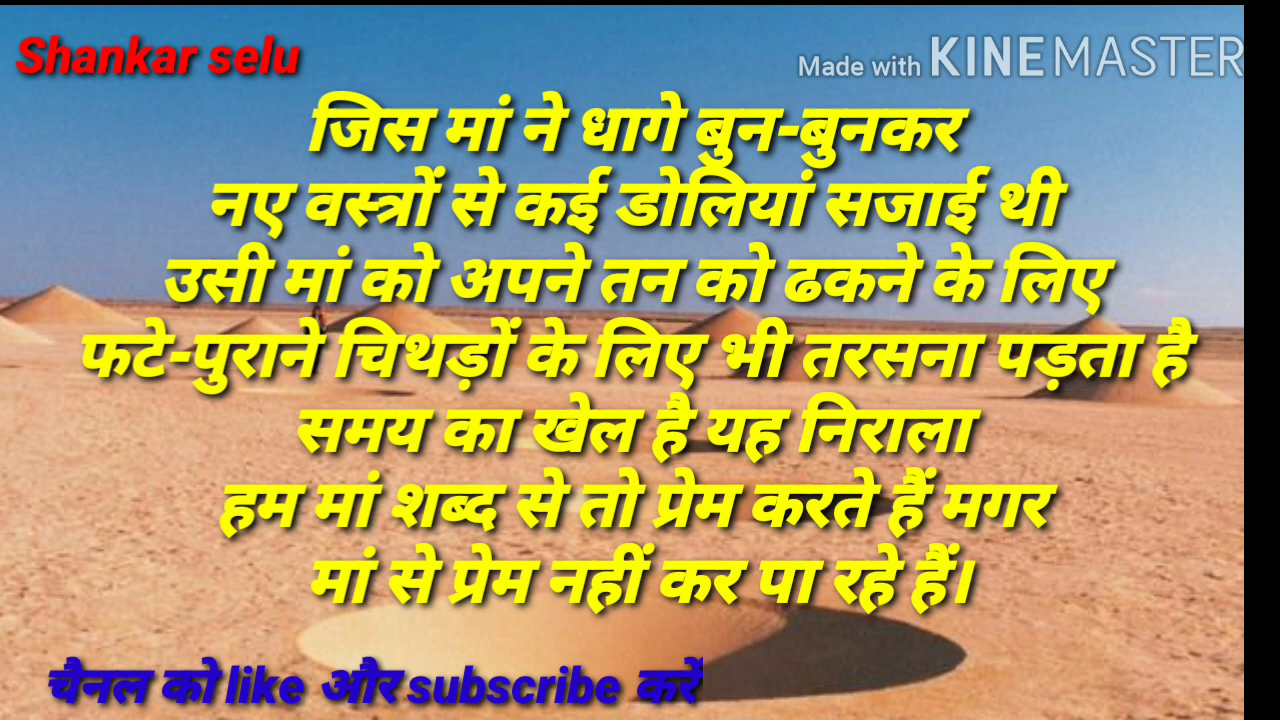 Shankar selu
Made with KINEMASTER
जिस मां ने धागे बुन-बुनकर
नए वस्त्रों से कई डोलियां सजाई थी
उसी मां को अपने तन को ढकने के लिए
फटे-पुराने चिथड़ों के लिए भी तरसना पड़ता है
समय का खेल है यह निराला
हम मां शब्द से तो प्रेम करते हैं मगर
मां से प्रेम नहीं कर पा रहे हैं।
चैनल को like और subscribe करें